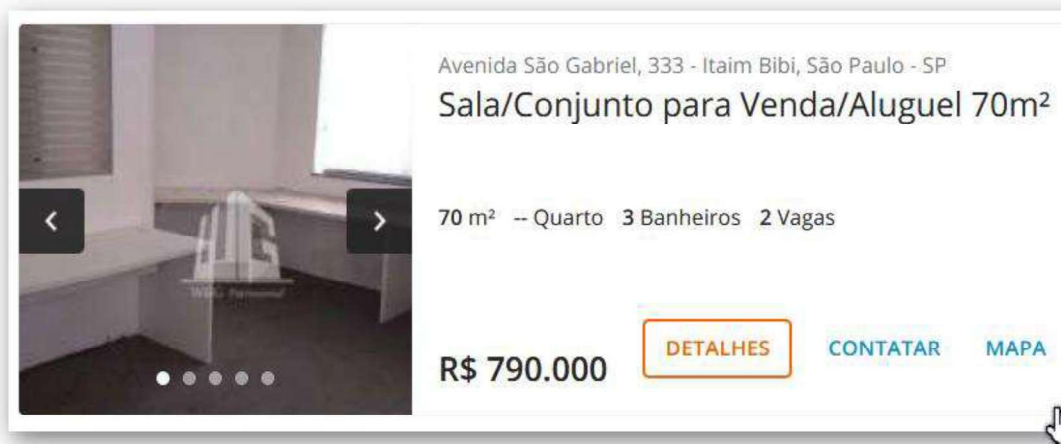 Avenida São Gabriel, 333 - Itaim Bibi, São Paulo - SP
Sala/Conjunto para Venda/Aluguel 70m²
70 m² -- Quarto 3 Banheiros 2 Vagas
R$ 790.000 DETALHES CONTATAR MAPA